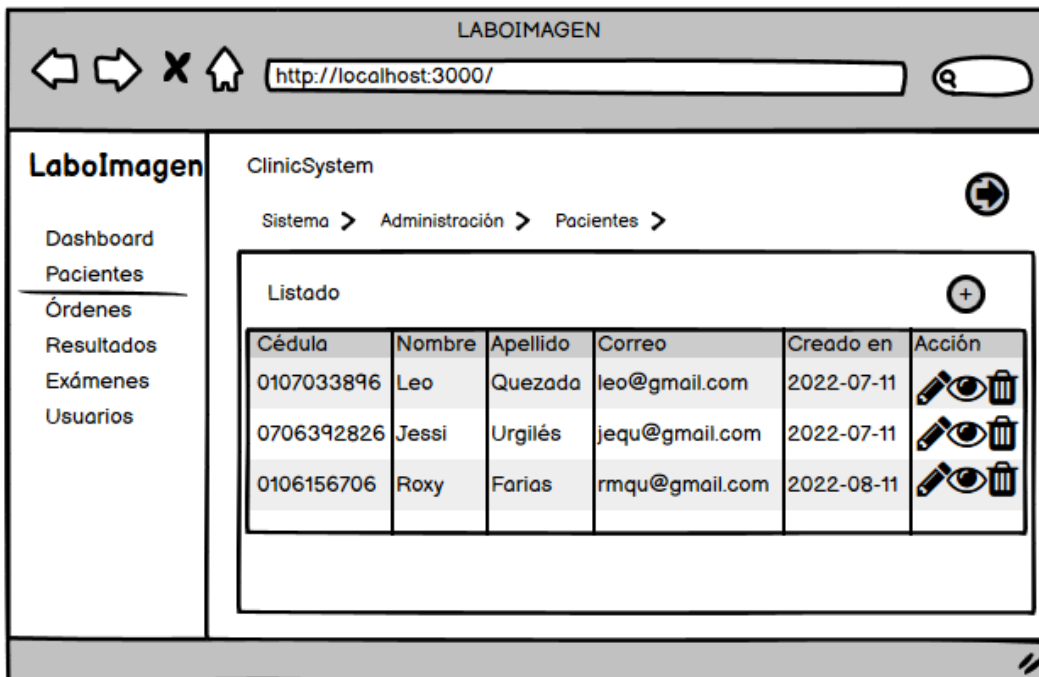 LABOIMAGEN
http://localhost:3000/
LaboImagen
Dashboard
Pacientes
Órdenes
Resultados
Exámenes
Usuarios
ClinicSystem
Sistema > Administración > Pacientes >
Listado
+
Cédula Nombre Apellido Correo Creado en Acción
0107033896 Leo Quezada leo@gmail.com 2022-07-11
0706392826 Jessi Urgilés jequ@gmail.com 2022-07-11
0106156706 Roxy Farias rmqu@gmail.com 2022-08-11